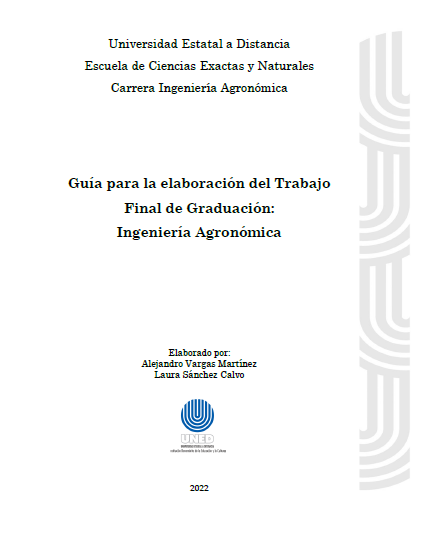 Universidad Estatal a Distancia
Escuela de Ciencias Exactas y Naturales
Carrera Ingeniería Agronómica
Guía para la elaboración del Trabajo
Final de Graduación:
Ingeniería Agronómica
Elaborado por:
Alejandro Vargas Martínez
Laura Sánchez Calvo
UNED
2022